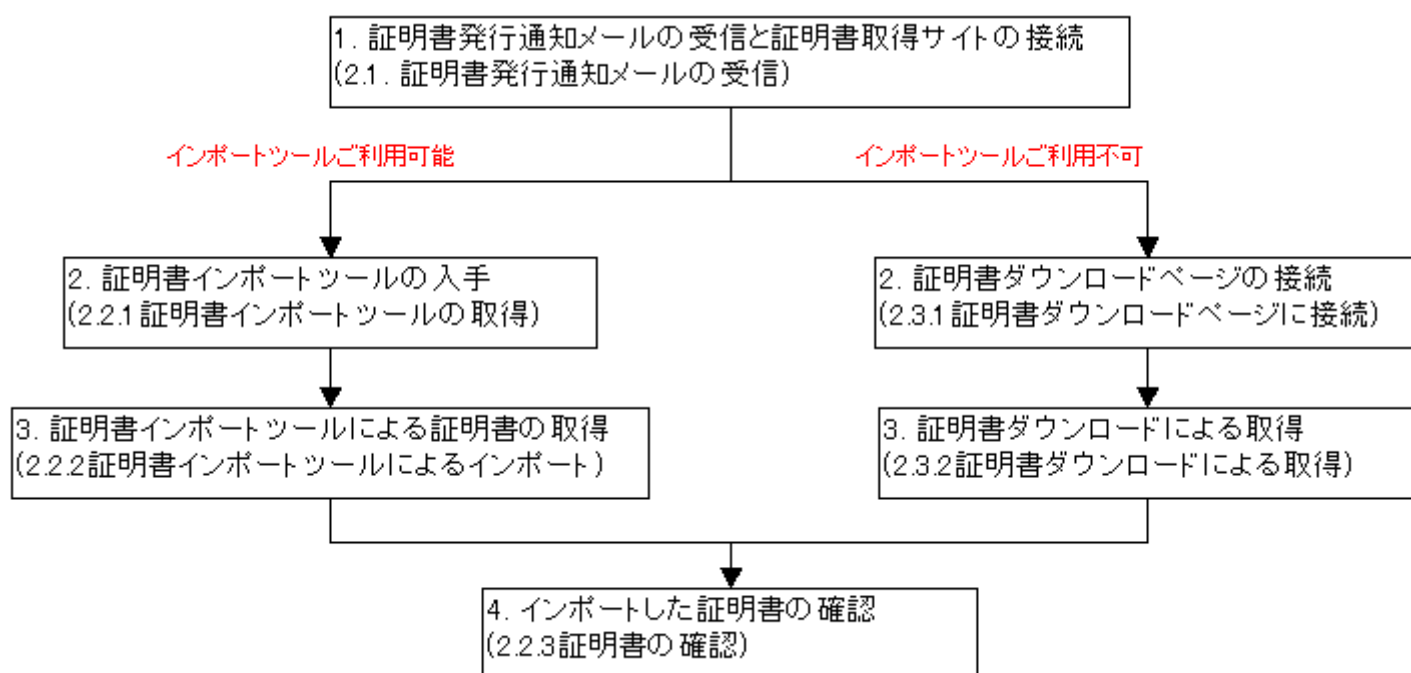 1. 証明書発行通知メールの受信と証明書取得サイトの接続
(2.1. 証明書発行通知メールの受信)
インポートツールご利用可能
インポートツールご利用不可
2. 証明書インポートツールの入手
(2.2.1証明書インポートツールの取得)
2. 証明書ダウンロードページの接続
(2.3.1証明書ダウンロードページに接続)
3. 証明書インポートツールによる証明書の取得
(2.2.2証明書インポートツールによるインポート)
3. 証明書ダウンロードによる取得
(2.3.2証明書ダウンロードによる取得)
4. インポートした証明書の確認
(2.2.3証明書の確認)